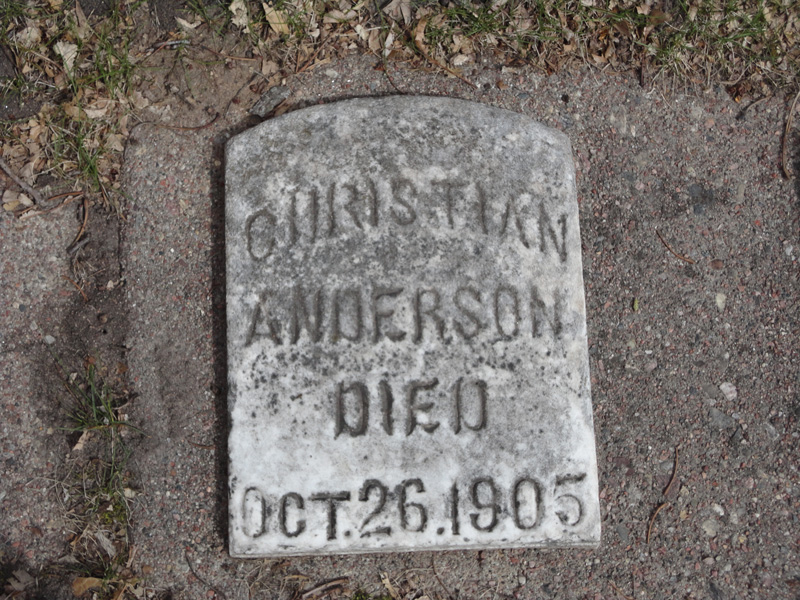 CHRISTIAN
ANDERSON
DIED
OCT.26.1905